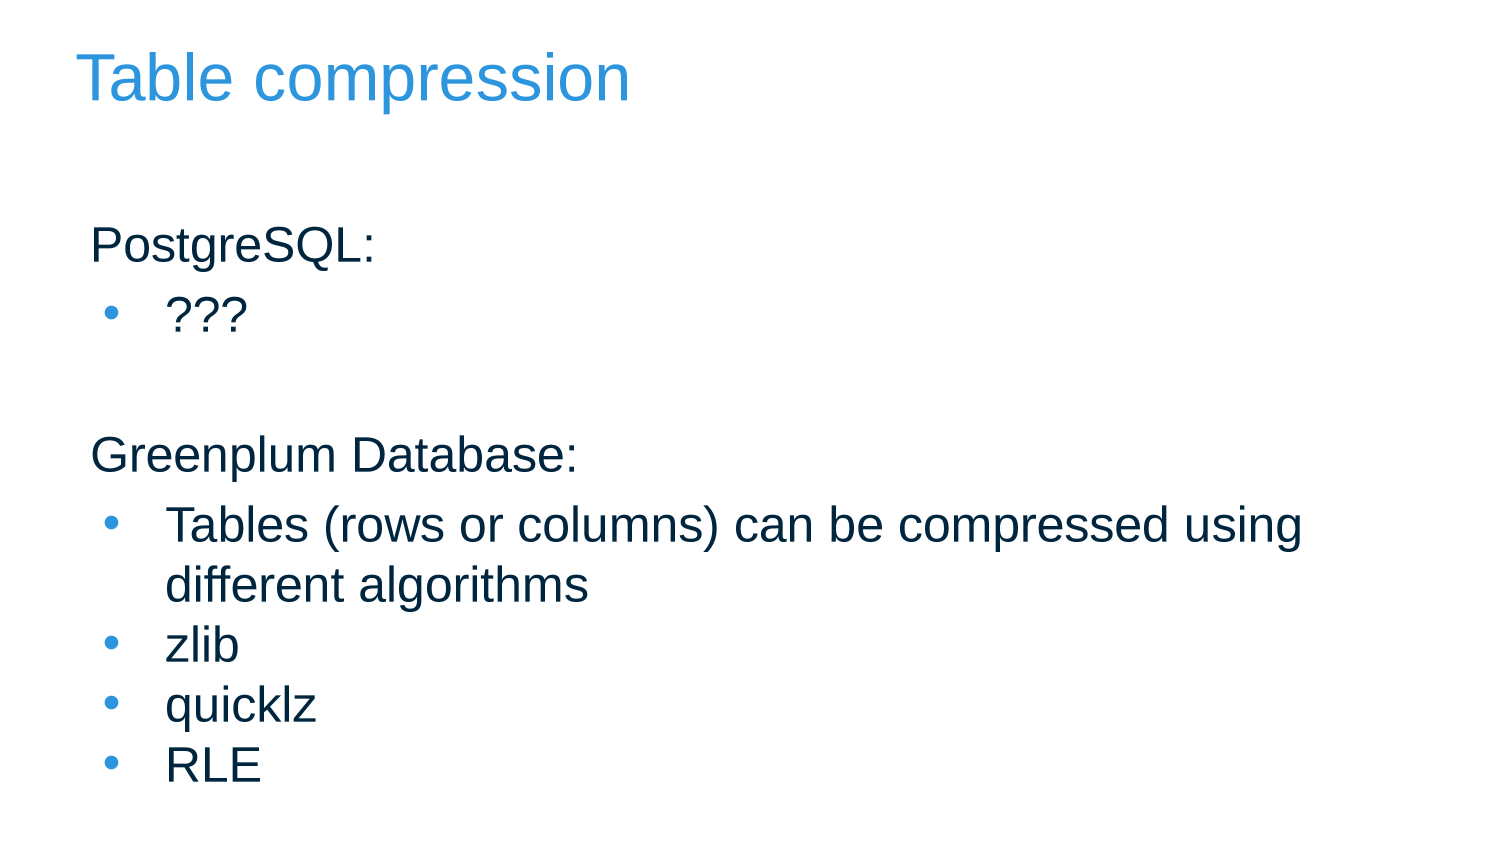 Table compression
PostgreSQL:
• ???
Greenplum Database:
• Tables (rows or columns) can be compressed using
different algorithms
• zlib
• quicklz
• RLE